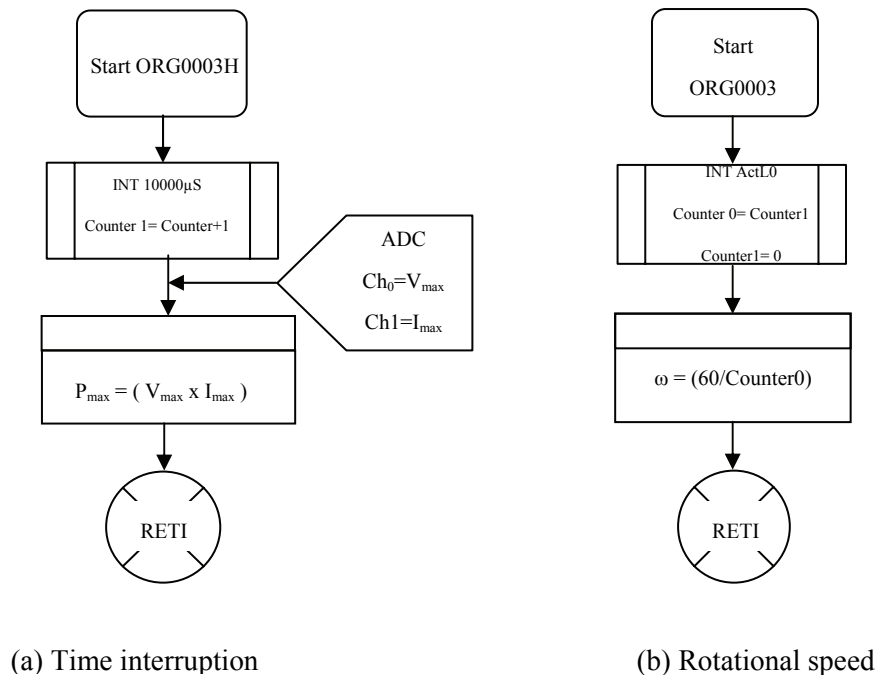 Start ORG0003H
INT 10000µS
Counter 1= Counter+1
ADC
Ch₀=Vmax
Ch1=Imax
Pmax = ( Vmax x Imax )
RETI
(a) Time interruption
Start
ORG0003
INT ActL0
Counter 0= Counter1
Counter1= 0
ω = (60/Counter0)
RETI
(b) Rotational speed